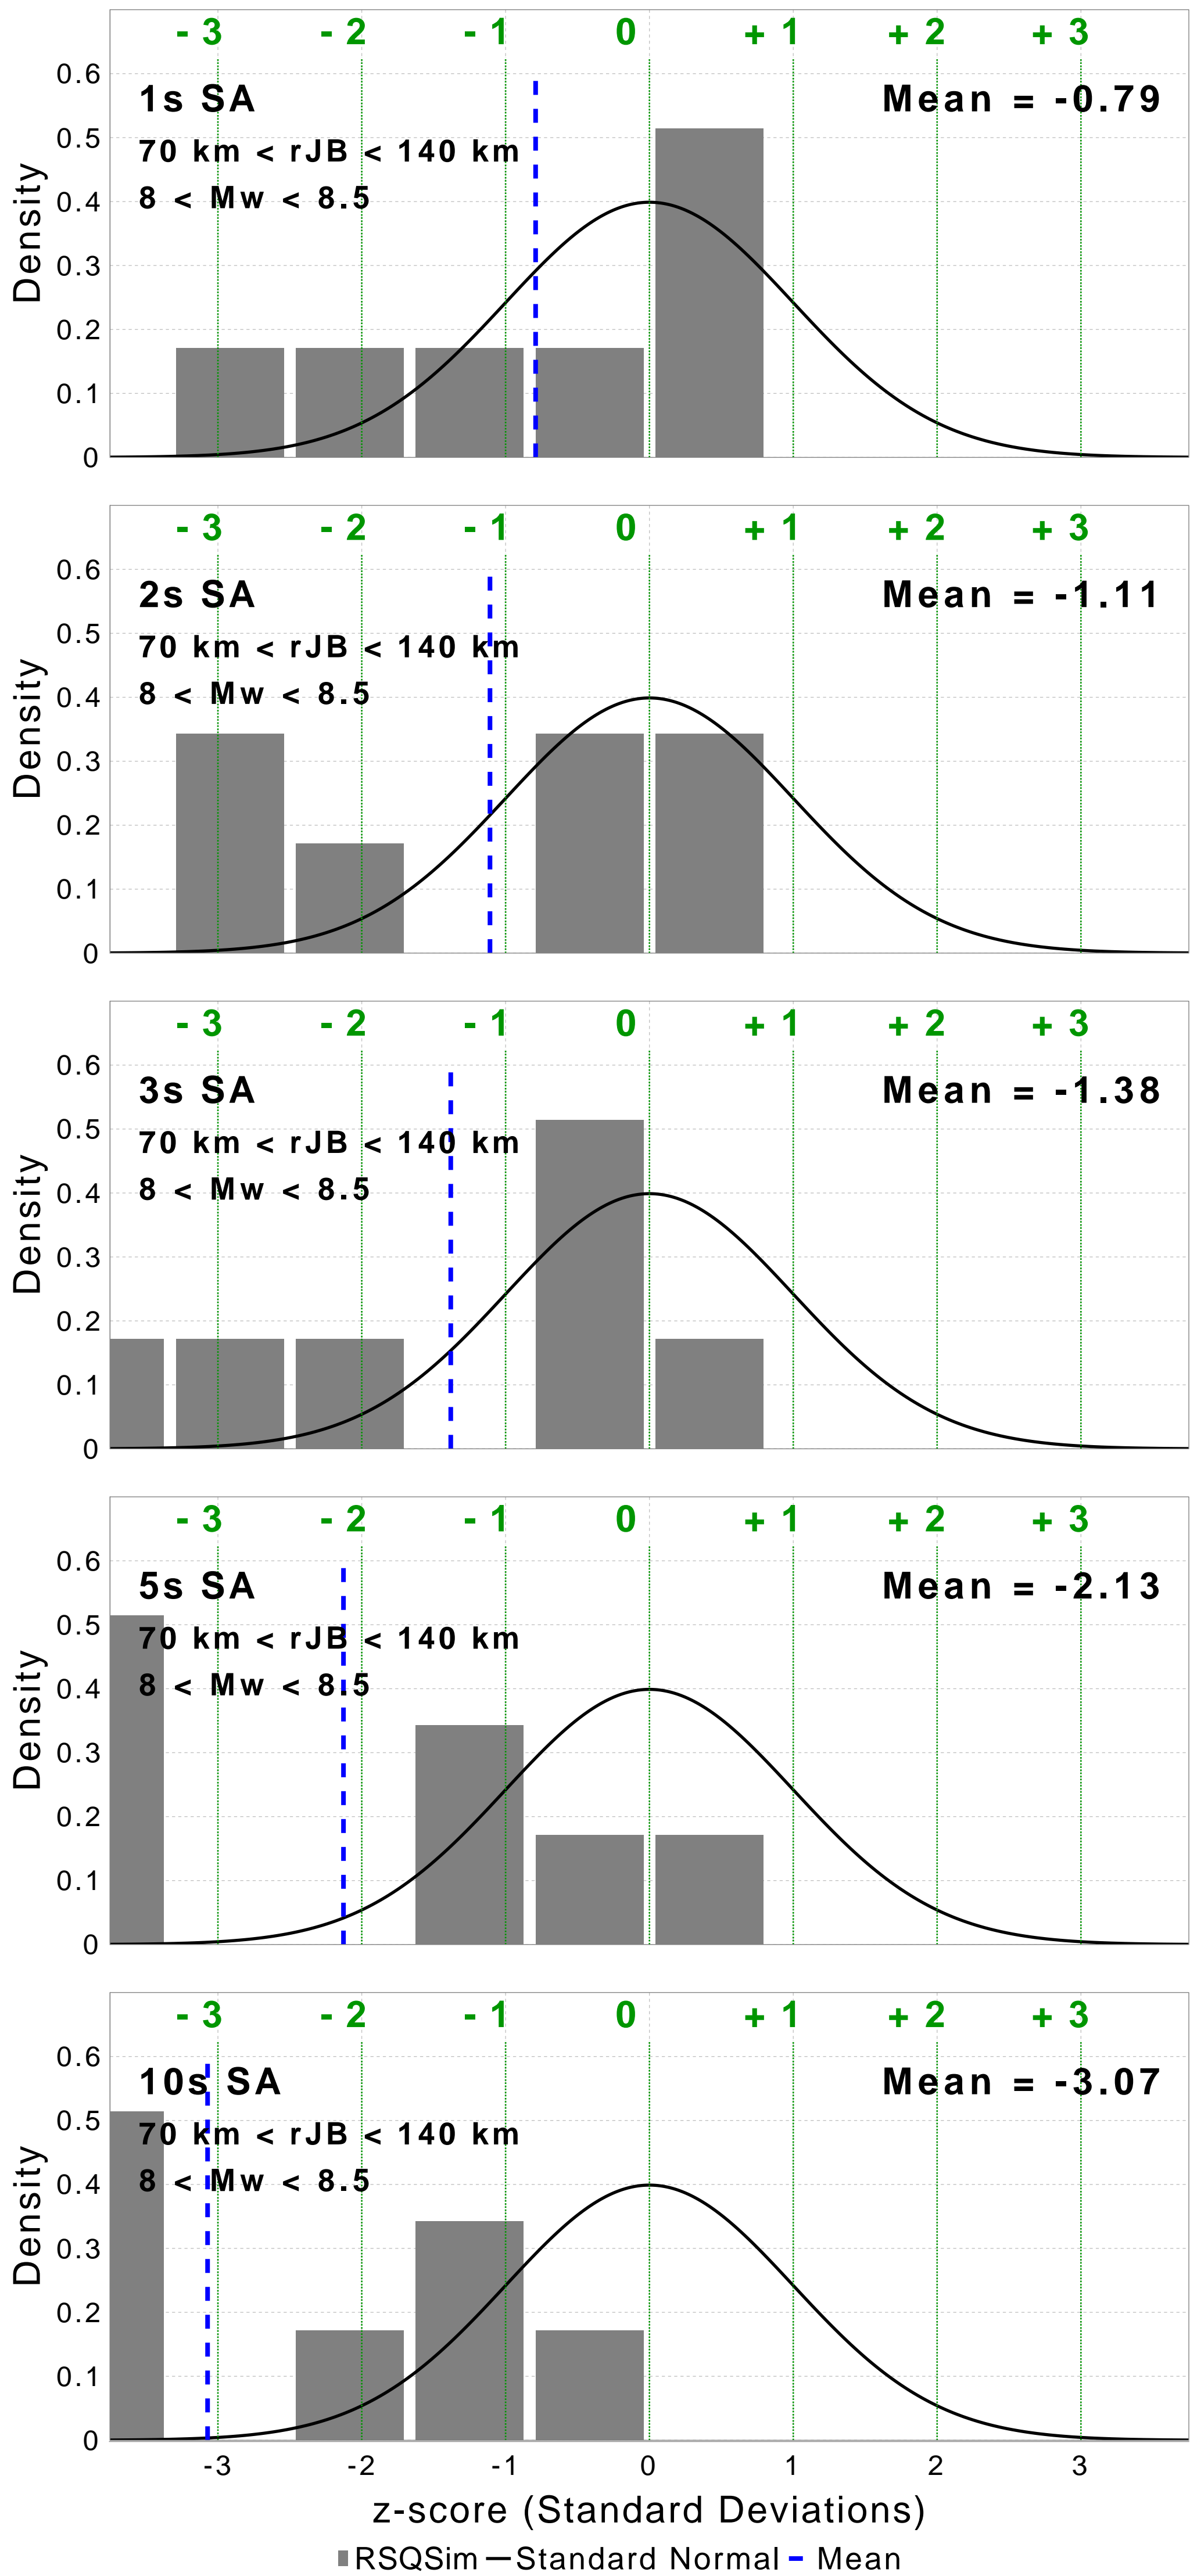 - 3 - 2 - 1 0 + 1 + 2 + 3
0.6
1s SA Mean = -0.79
0.5
70 km < rJB < 140 km
0.4
8 < Mw < 8.5
0.3
0.2
0.1
0
Density
- 3 - 2 - 1 0 + 1 + 2 + 3
0.6
2s SA Mean = -1.11
0.5
70 km < rJB < 140 km
0.4
8 < Mw < 8.5
0.3
0.2
0.1
0
Density
- 3 - 2 - 1 0 + 1 + 2 + 3
0.6
3s SA Mean = -1.38
0.5
70 km < rJB < 140 km
0.4
8 < Mw < 8.5
0.3
0.2
0.1
0
Density
- 3 - 2 - 1 0 + 1 + 2 + 3
0.6
5s SA Mean = -2.13
0.5
70 km < rJB < 140 km
0.4
8 < Mw < 8.5
0.3
0.2
0.1
0
Density
- 3 - 2 - 1 0 + 1 + 2 + 3
0.6
10s SA Mean = -3.07
0.5
70 km < rJB < 140 km
0.4
8 < Mw < 8.5
0.3
0.2
0.1
0
Density
-3 -2 -1 0 1 2 3
z-score (Standard Deviations)
RSQSim Standard Normal Mean